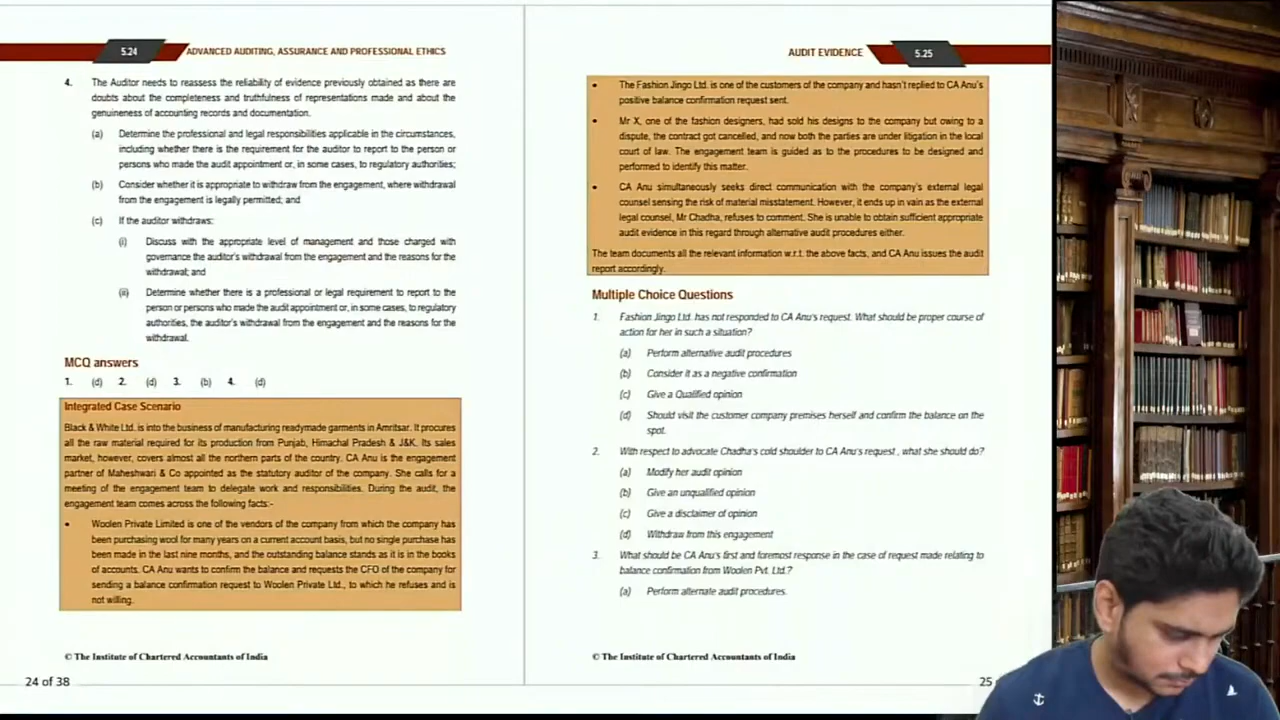 5.24
ADVANCED AUDITING, ASSURANCE AND PROFESSIONAL ETHICS
4. The Auditor needs to reassess the reliability of evidence previously obtained as there are
doubts about the completeness and truthfulness of representations made and about the
genuineness of accounting records and documentation.
(a) Determine the professional and legal responsibilities applicable in the circumstances,
including whether there is the requirement for the auditor to report to the person or
persons who made the audit appointment or, in some cases, to regulatory authorities;
(b) Consider whether it is appropriate to withdraw from the engagement, where withdrawal
from the engagement is legally permitted; and
(c) If the auditor withdraws:
(i) Discuss with the appropriate level of management and those charged with
governance the auditor's withdrawal from the engagement and the reasons for the
withdrawal; and
(ii) Determine whether there is a professional or legal requirement to report to the
person or persons who made the audit appointment or, in some cases, to regulatory
authorities, the auditor's withdrawal from the engagement and the reasons for the
withdrawal.
MCQ answers
1. (d) 2. (d) 3. (b) 4. (d)
Integrated Case Scenario
Black & White Ltd. is into the business of manufacturing readymade garments in Amritsar. It procures
all the raw material required for its production from Punjab, Himachal Pradesh & J&K. Its sales
market, however, covers almost all the northern parts of the country. CA Anu is the engagement
partner of Maheshwari & Co appointed as the statutory auditor of the company. She calls for a
meeting of the engagement team to delegate work and responsibilities. During the audit, the
engagement team comes across the following facts:-
• Woolen Private Limited is one of the vendors of the company from which the company has
been purchasing wool for many years on a current account basis, but no single purchase has
been made in the last nine months, and the outstanding balance stands as it is in the books
of accounts. CA Anu wants to confirm the balance and requests the CFO of the company for
sending a balance confirmation request to Woolen Private Ltd., to which he refuses and is
not willing.
© The Institute of Chartered Accountants of India
24 of 38
AUDIT EVIDENCE
5.25
• The Fashion Jingo Ltd. is one of the customers of the company and hasn't replied to CA Anu's
positive balance confirmation request sent.
• Mr X, one of the fashion designers, had sold his designs to the company but owing to a
dispute, the contract got cancelled, and now both the parties are under litigation in the local
court of law. The engagement team is guided as to the procedures to be designed and
performed to identify this matter.
• CA Anu simultaneously seeks direct communication with the company's external legal
counsel sensing the risk of material misstatement. However, it ends up in vain as the external
legal counsel, Mr Chadha, refuses to comment. She is unable to obtain sufficient appropriate
audit evidence in this regard through alternative audit procedures either.
The team documents all the relevant information w.r.t. the above facts, and CA Anu issues the audit
report accordingly.
Multiple Choice Questions
1. Fashion Jingo Ltd. has not responded to CA Anu's request. What should be proper course of
action for her in such a situation?
(a) Perform alternative audit procedures
(b) Consider it as a negative confirmation
(c) Give a Qualified opinion
(d) Should visit the customer company premises herself and confirm the balance on the
spot.
2. With respect to advocate Chadha's cold shoulder to CA Anu's request , what she should do?
(a) Modify her audit opinion
(b) Give an unqualified opinion
(c) Give a disclaimer of opinion
(d) Withdraw from this engagement
3. What should be CA Anu's first and foremost response in the case of request made relating to
balance confirmation from Woolen Pvt. Ltd.?
(a) Perform alternate audit procedures.
© The Institute of Chartered Accountants of India
25